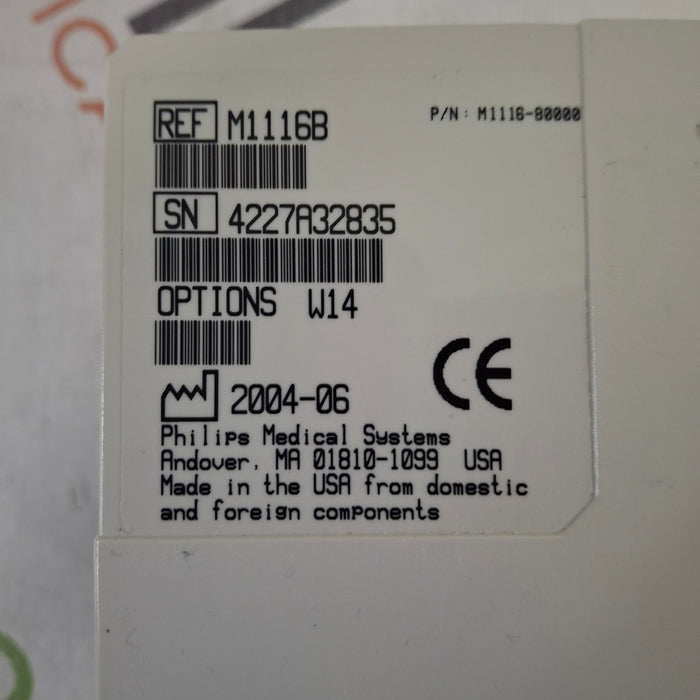 REF M1116B
P/N: M1116-80000
SN 4227A32835
OPTIONS W14
2004-06
CE
Philips Medical Systems
Andover, MA 01810-1099 USA
Made in the USA from domestic
and foreign components